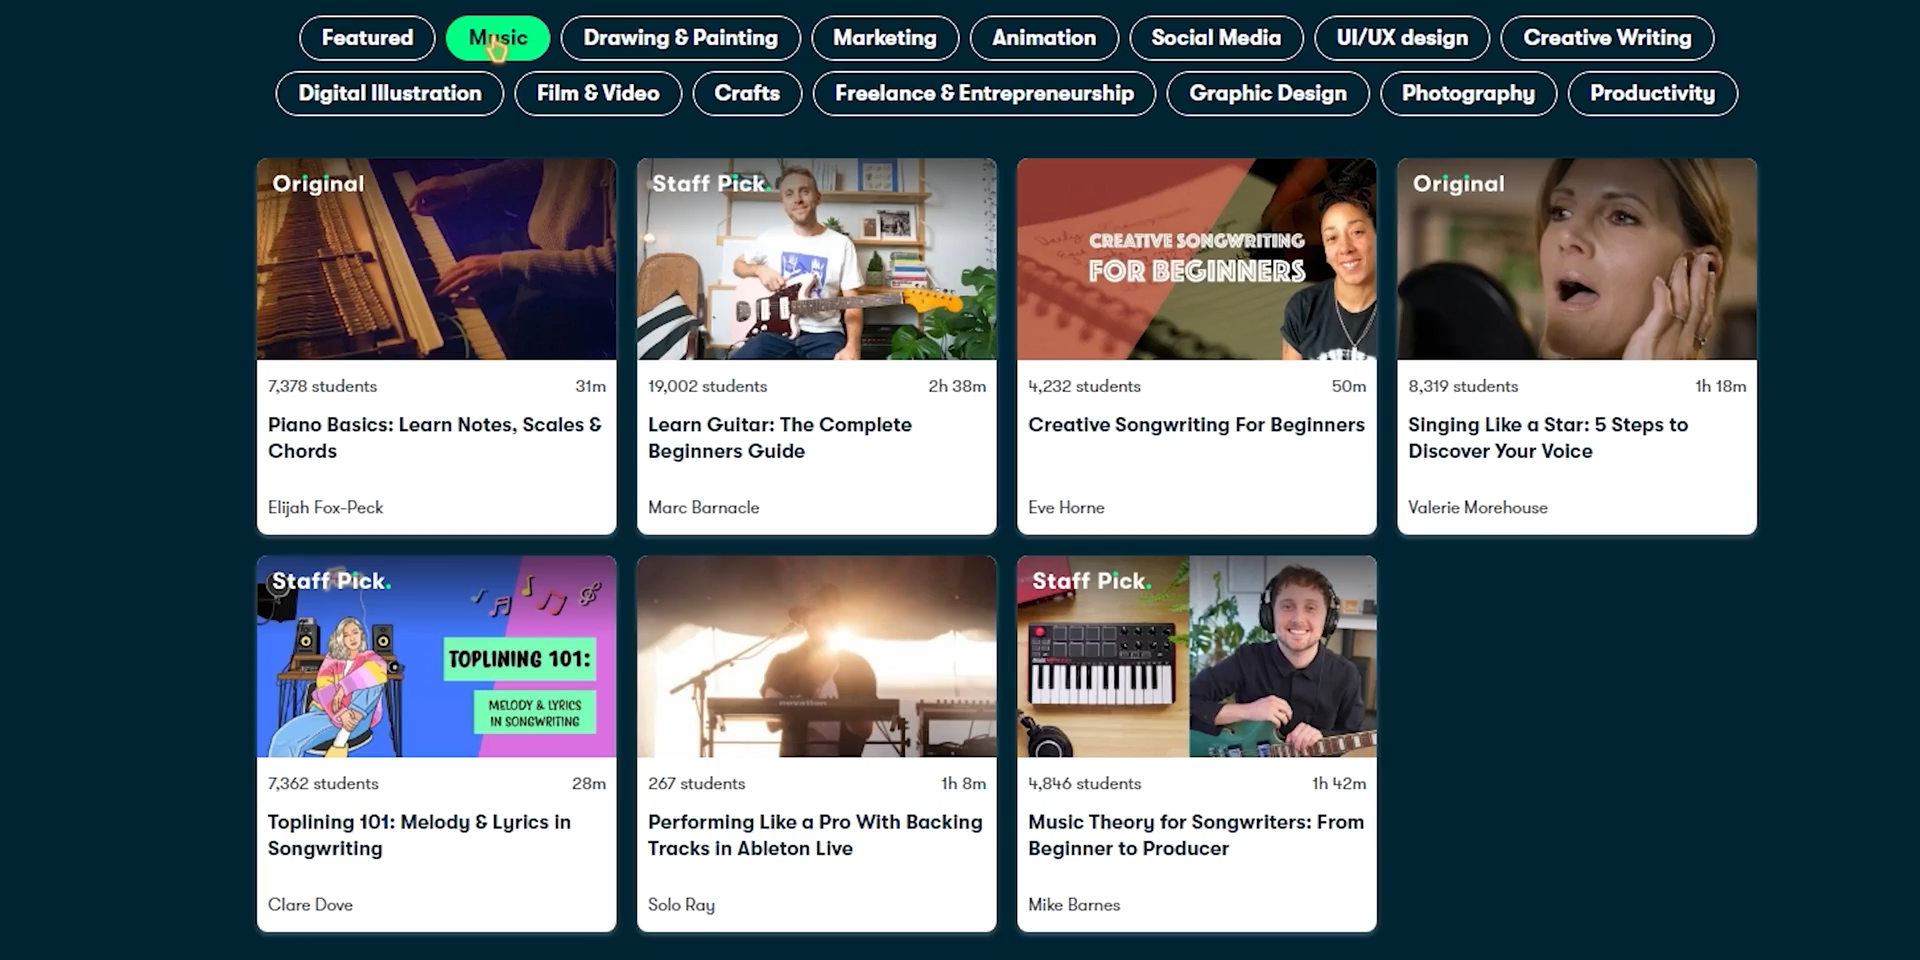 Featured
Music
Drawing & Painting
Marketing
Animation
Social Media
UI/UX design
Creative Writing
Digital Illustration
Film & Video
Crafts
Freelance & Entrepreneurship
Graphic Design
Photography
Productivity
Original
Staff Pick.
CREATIVE SONGWRITING
FOR BEGINNERS
Original
7,378 students 31m
Piano Basics: Learn Notes, Scales &
Chords
Elijah Fox-Peck
19,002 students 2h 38m
Learn Guitar: The Complete
Beginners Guide
Marc Barnacle
4,232 students 50m
Creative Songwriting For Beginners
Eve Horne
8,319 students 1h 18m
Singing Like a Star: 5 Steps to
Discover Your Voice
Valerie Morehouse
Staff Pick.
TOPLINING 101:
MELODY & LYRICS
IN SONGWRITING
novation
Staff Pick.
7,362 students 28m
Toplining 101: Melody & Lyrics in
Songwriting
Clare Dove
267 students 1h 8m
Performing Like a Pro With Backing
Tracks in Ableton Live
Solo Ray
4,846 students 1h 42m
Music Theory for Songwriters: From
Beginner to Producer
Mike Barnes